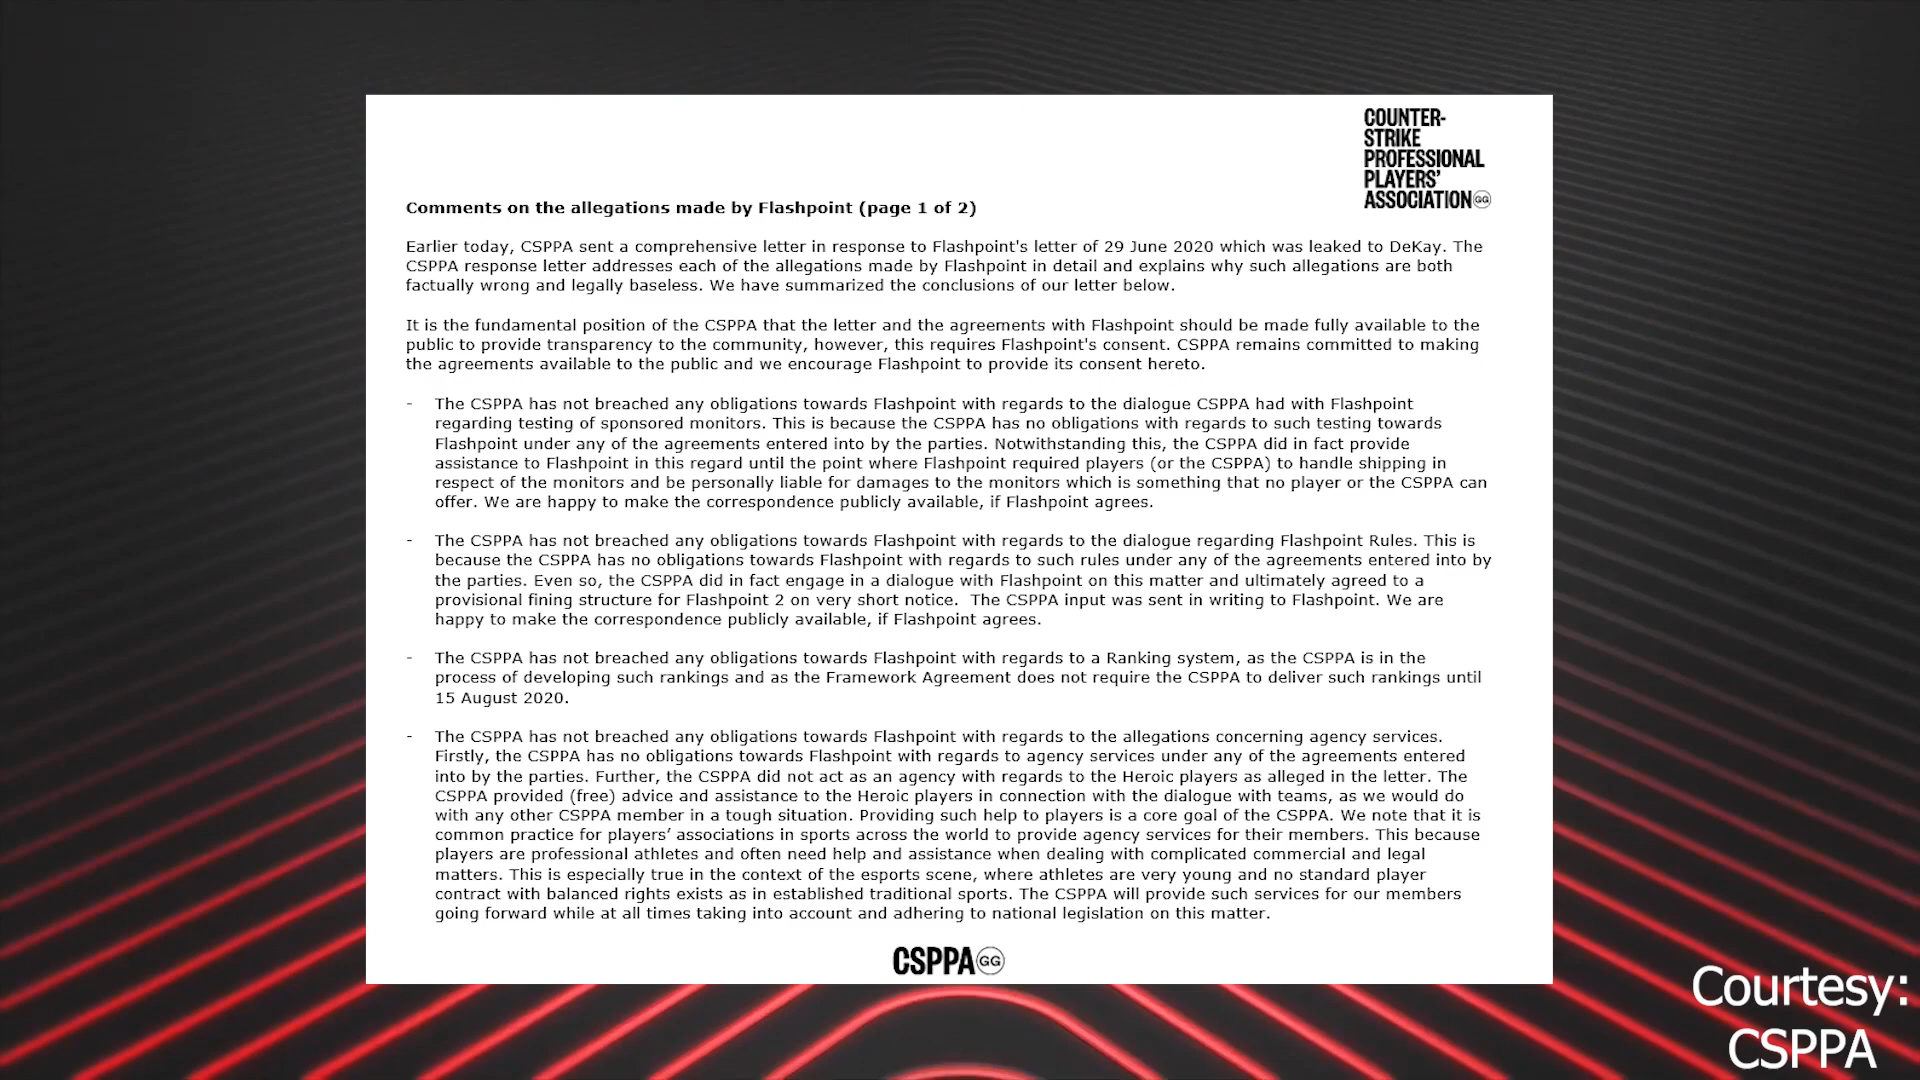 COUNTER-
STRIKE
PROFESSIONAL
PLAYERS'
ASSOCIATION GG
Comments on the allegations made by Flashpoint (page 1 of 2)
Earlier today, CSPPA sent a comprehensive letter in response to Flashpoint's letter of 29 June 2020 which was leaked to DeKay. The
CSPPA response letter addresses each of the allegations made by Flashpoint in detail and explains why such allegations are both
factually wrong and legally baseless. We have summarized the conclusions of our letter below.
It is the fundamental position of the CSPPA that the letter and the agreements with Flashpoint should be made fully available to the
public to provide transparency to the community, however, this requires Flashpoint's consent. CSPPA remains committed to making
the agreements available to the public and we encourage Flashpoint to provide its consent hereto.
- The CSPPA has not breached any obligations towards Flashpoint with regards to the dialogue CSPPA had with Flashpoint
regarding testing of sponsored monitors. This is because the CSPPA has no obligations with regards to such testing towards
Flashpoint under any of the agreements entered into by the parties. Notwithstanding this, the CSPPA did in fact provide
assistance to Flashpoint in this regard until the point where Flashpoint required players (or the CSPPA) to handle shipping in
respect of the monitors and be personally liable for damages to the monitors which is something that no player or the CSPPA can
offer. We are happy to make the correspondence publicly available, if Flashpoint agrees.
- The CSPPA has not breached any obligations towards Flashpoint with regards to the dialogue regarding Flashpoint Rules. This is
because the CSPPA has no obligations towards Flashpoint with regards to such rules under any of the agreements entered into by
the parties. Even so, the CSPPA did in fact engage in a dialogue with Flashpoint on this matter and ultimately agreed to a
provisional fining structure for Flashpoint 2 on very short notice.  The CSPPA input was sent in writing to Flashpoint. We are
happy to make the correspondence publicly available, if Flashpoint agrees.
- The CSPPA has not breached any obligations towards Flashpoint with regards to a Ranking system, as the CSPPA is in the
process of developing such rankings and as the Framework Agreement does not require the CSPPA to deliver such rankings until
15 August 2020.
- The CSPPA has not breached any obligations towards Flashpoint with regards to the allegations concerning agency services.
Firstly, the CSPPA has no obligations towards Flashpoint with regards to agency services under any of the agreements entered
into by the parties. Further, the CSPPA did not act as an agency with regards to the Heroic players as alleged in the letter. The
CSPPA provided (free) advice and assistance to the Heroic players in connection with the dialogue with teams, as we would do
with any other CSPPA member in a tough situation. Providing such help to players is a core goal of the CSPPA. We note that it is
common practice for players’ associations in sports across the world to provide agency services for their members. This because
players are professional athletes and often need help and assistance when dealing with complicated commercial and legal
matters. This is especially true in the context of the esports scene, where athletes are very young and no standard player
contract with balanced rights exists as in established traditional sports. The CSPPA will provide such services for our members
going forward while at all times taking into account and adhering to national legislation on this matter.
CSPPA GG
Courtesy:
CSPPA